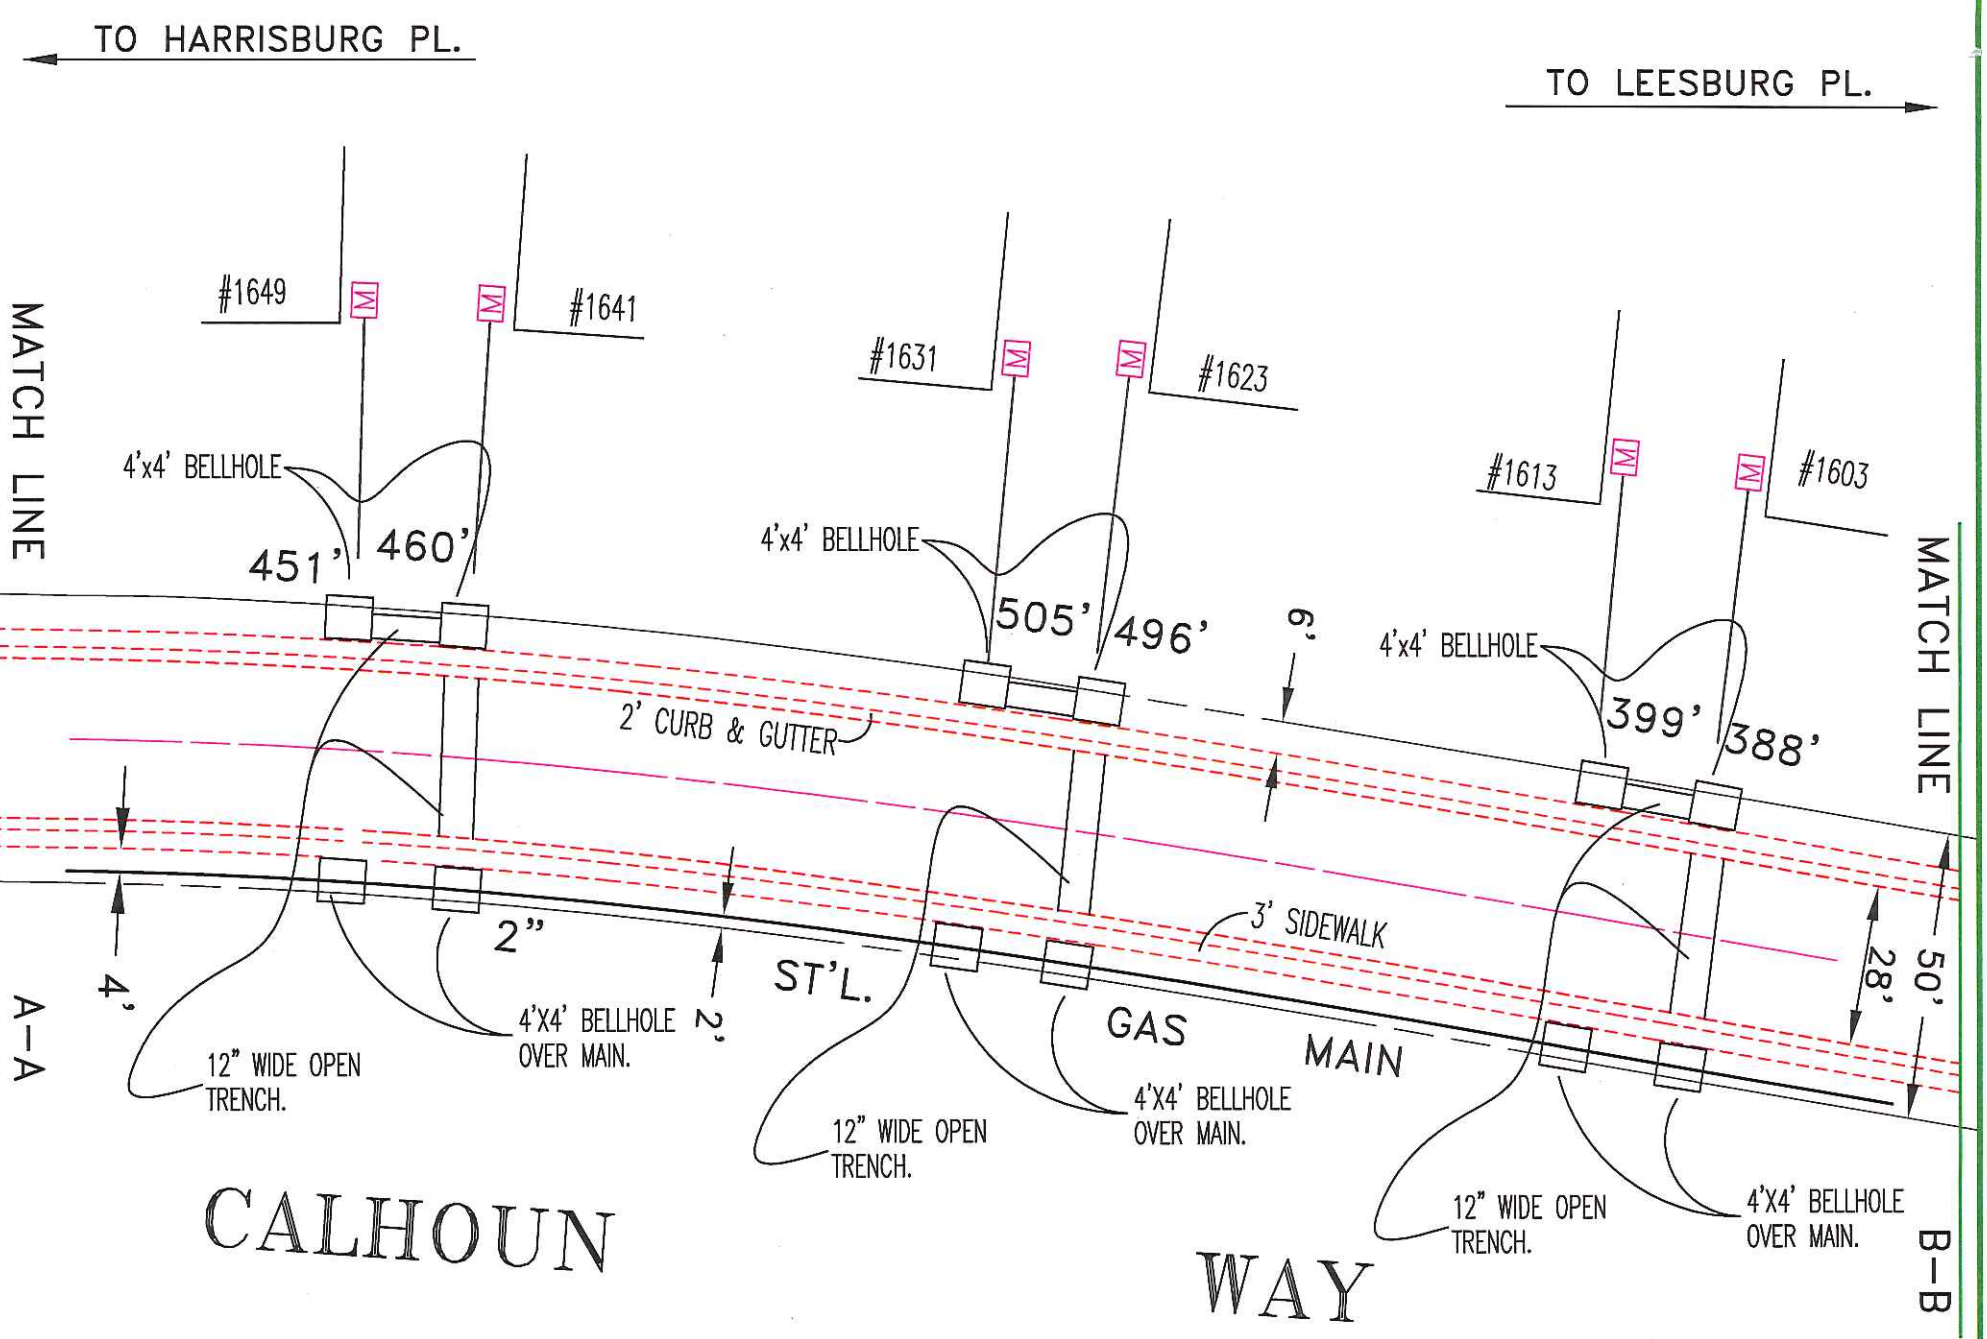 TO HARRISBURG PL.
TO LEESBURG PL.
#1649
M
M
#1641
#1631
M
M
#1623
#1613
M
M
#1603
MATCH LINE
4'x4' BELLHOLE
451'
460'
4'x4' BELLHOLE
505'
496'
6'
4'x4' BELLHOLE
399'
388'
MATCH LINE
2' CURB & GUTTER
3' SIDEWALK
28'
50'
4'
2"
ST'L.
GAS
MAIN
2'
A-A
12" WIDE OPEN
TRENCH.
4'X4' BELLHOLE
OVER MAIN.
12" WIDE OPEN
TRENCH.
4'X4' BELLHOLE
OVER MAIN.
12" WIDE OPEN
TRENCH.
4'X4' BELLHOLE
OVER MAIN.
B-B
CALHOUN
WAY